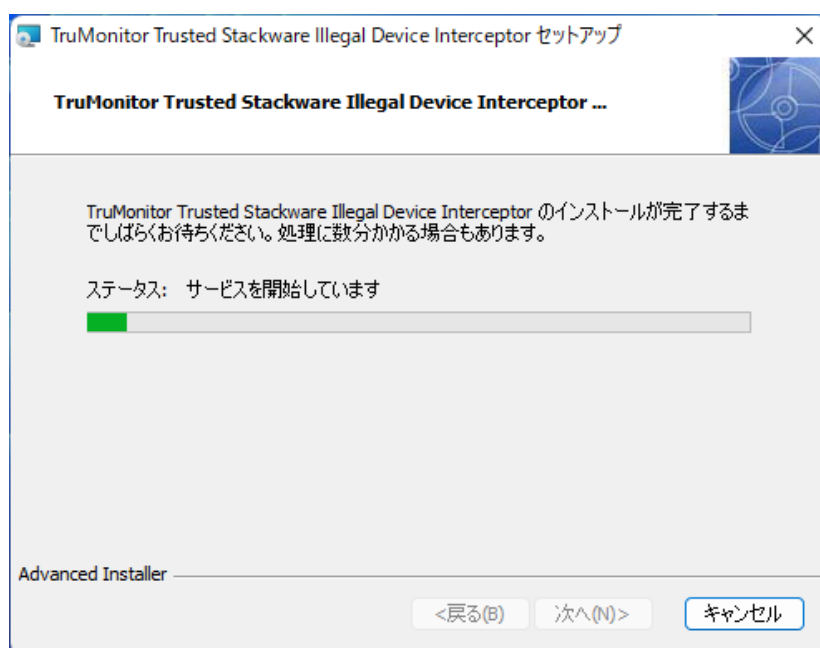 TruMonitor Trusted Stackware Illegal Device Interceptor セットアップ
TruMonitor Trusted Stackware Illegal Device Interceptor ...
TruMonitor Trusted Stackware Illegal Device Interceptor のインストールが完了するま
でしばらくお待ちください。処理に数分かかる場合もあります。
ステータス: サービスを開始しています
Advanced Installer
<戻る(B) 次へ(N)> キャンセル